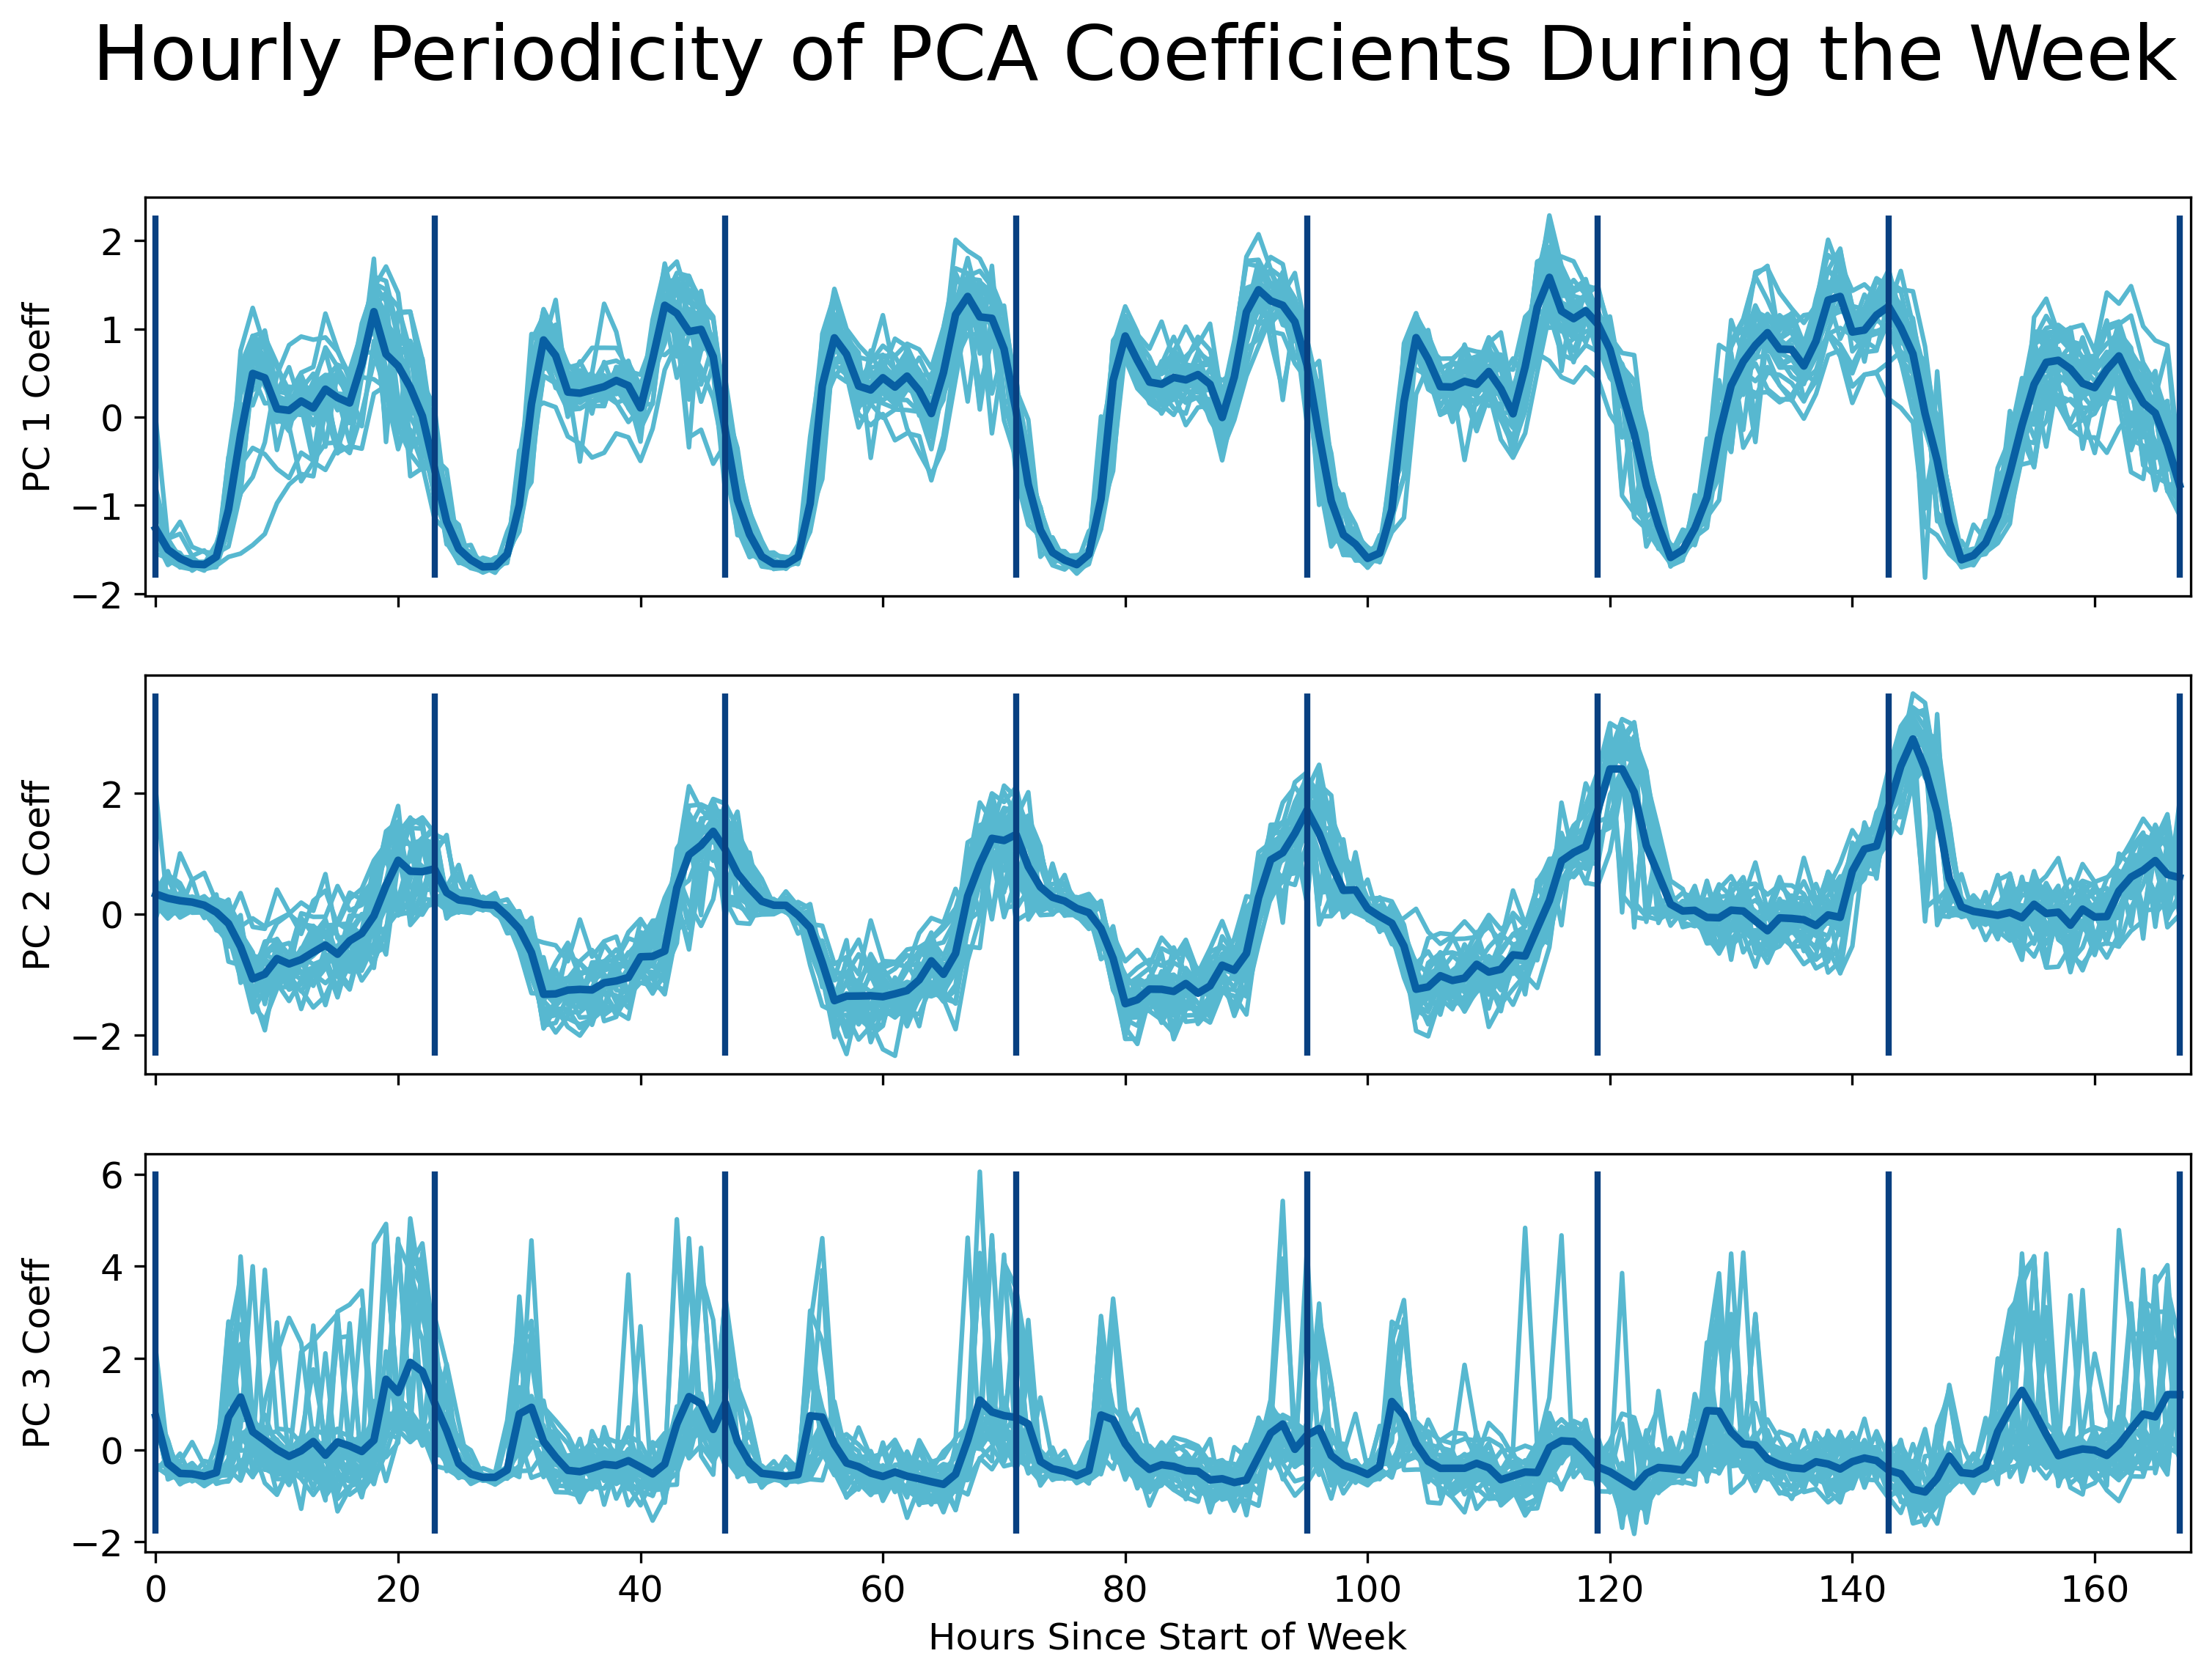 Hourly Periodicity of PCA Coefficients During the Week
PC 1 Coeff
2
1
0
−1
−2
PC 2 Coeff
2
0
−2
PC 3 Coeff
6
4
2
0
−2
0 20 40 60 80 100 120 140 160
Hours Since Start of Week